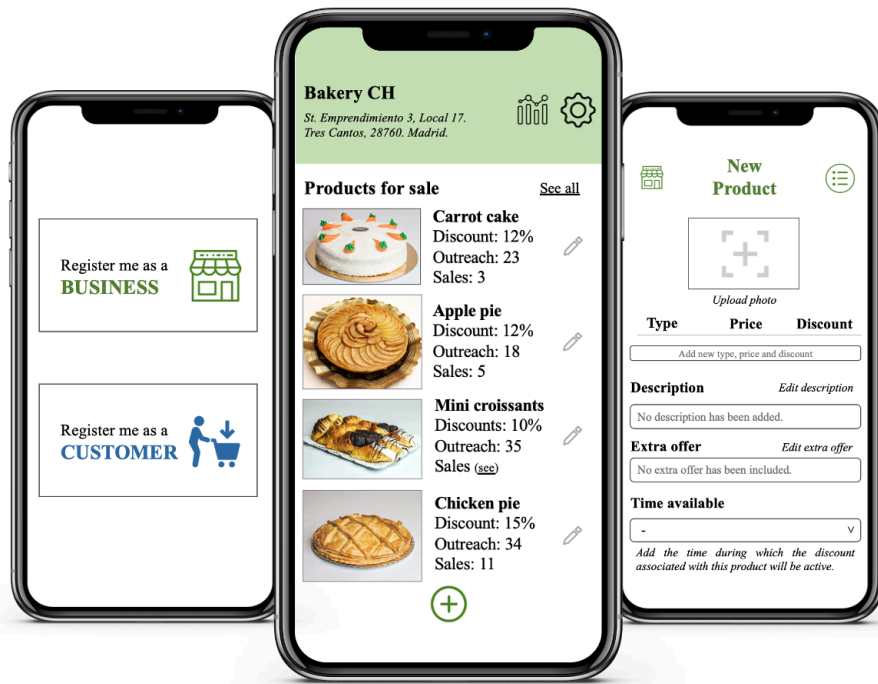 Register me as a
BUSINESS
Register me as a
CUSTOMER
Bakery CH
St. Emprendimiento 3, Local 17.
Tres Cantos, 28760. Madrid.
Products for sale
See all
Carrot cake
Discount: 12%
Outreach: 23
Sales: 3
Apple pie
Discount: 12%
Outreach: 18
Sales: 5
Mini croissants
Discounts: 10%
Outreach: 35
Sales (see)
Chicken pie
Discount: 15%
Outreach: 34
Sales: 11
New
Product
Upload photo
Type Price Discount
Add new type, price and discount
Description Edit description
No description has been added.
Extra offer Edit extra offer
No extra offer has been included.
Time available
-
Add the time during which the discount
associated with this product will be active.